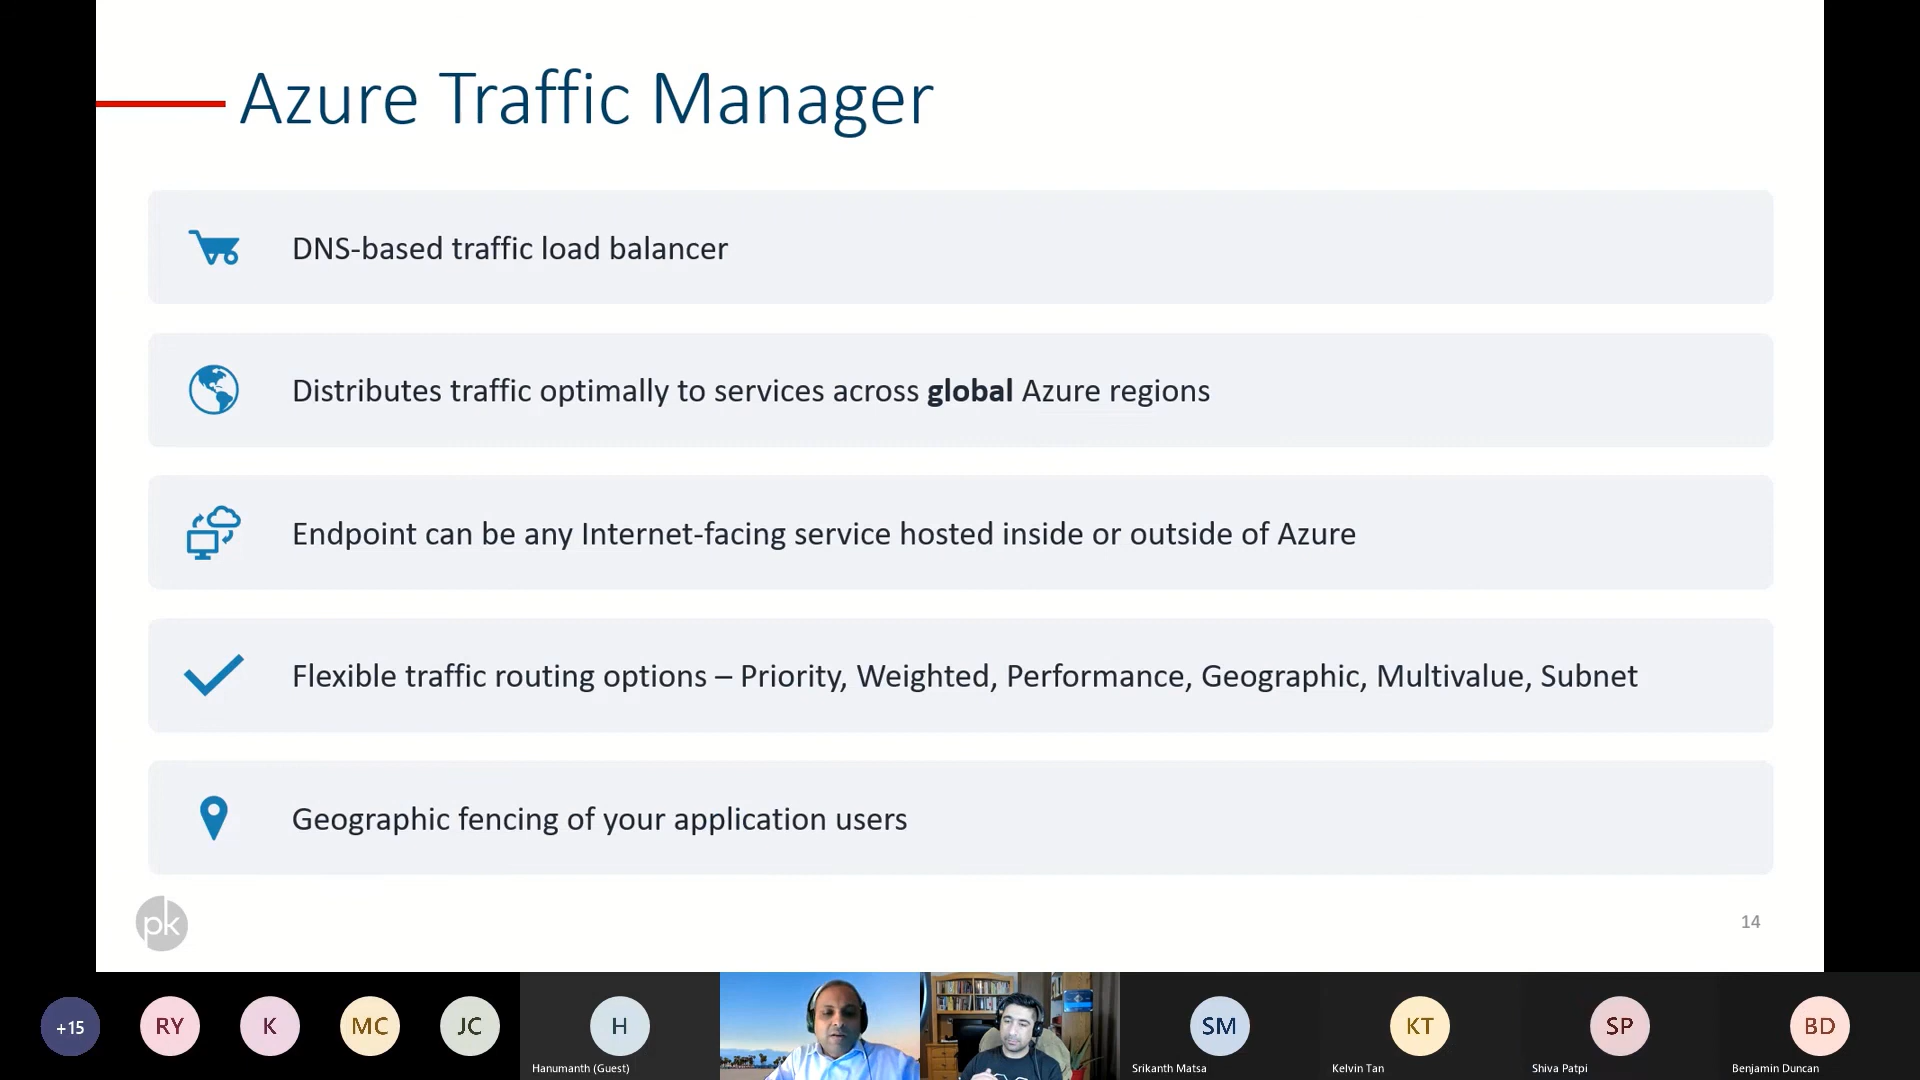 Azure Traffic Manager
DNS-based traffic load balancer
Distributes traffic optimally to services across global Azure regions
Endpoint can be any Internet-facing service hosted inside or outside of Azure
Flexible traffic routing options – Priority, Weighted, Performance, Geographic, Multivalue, Subnet
Geographic fencing of your application users
pk
14
+15
RY
K
MC
JC
H
Hanumanth (Guest)
SM
Srikanth Matsa
KT
Kelvin Tan
SP
Shiva Patpi
BD
Benjamin Duncan